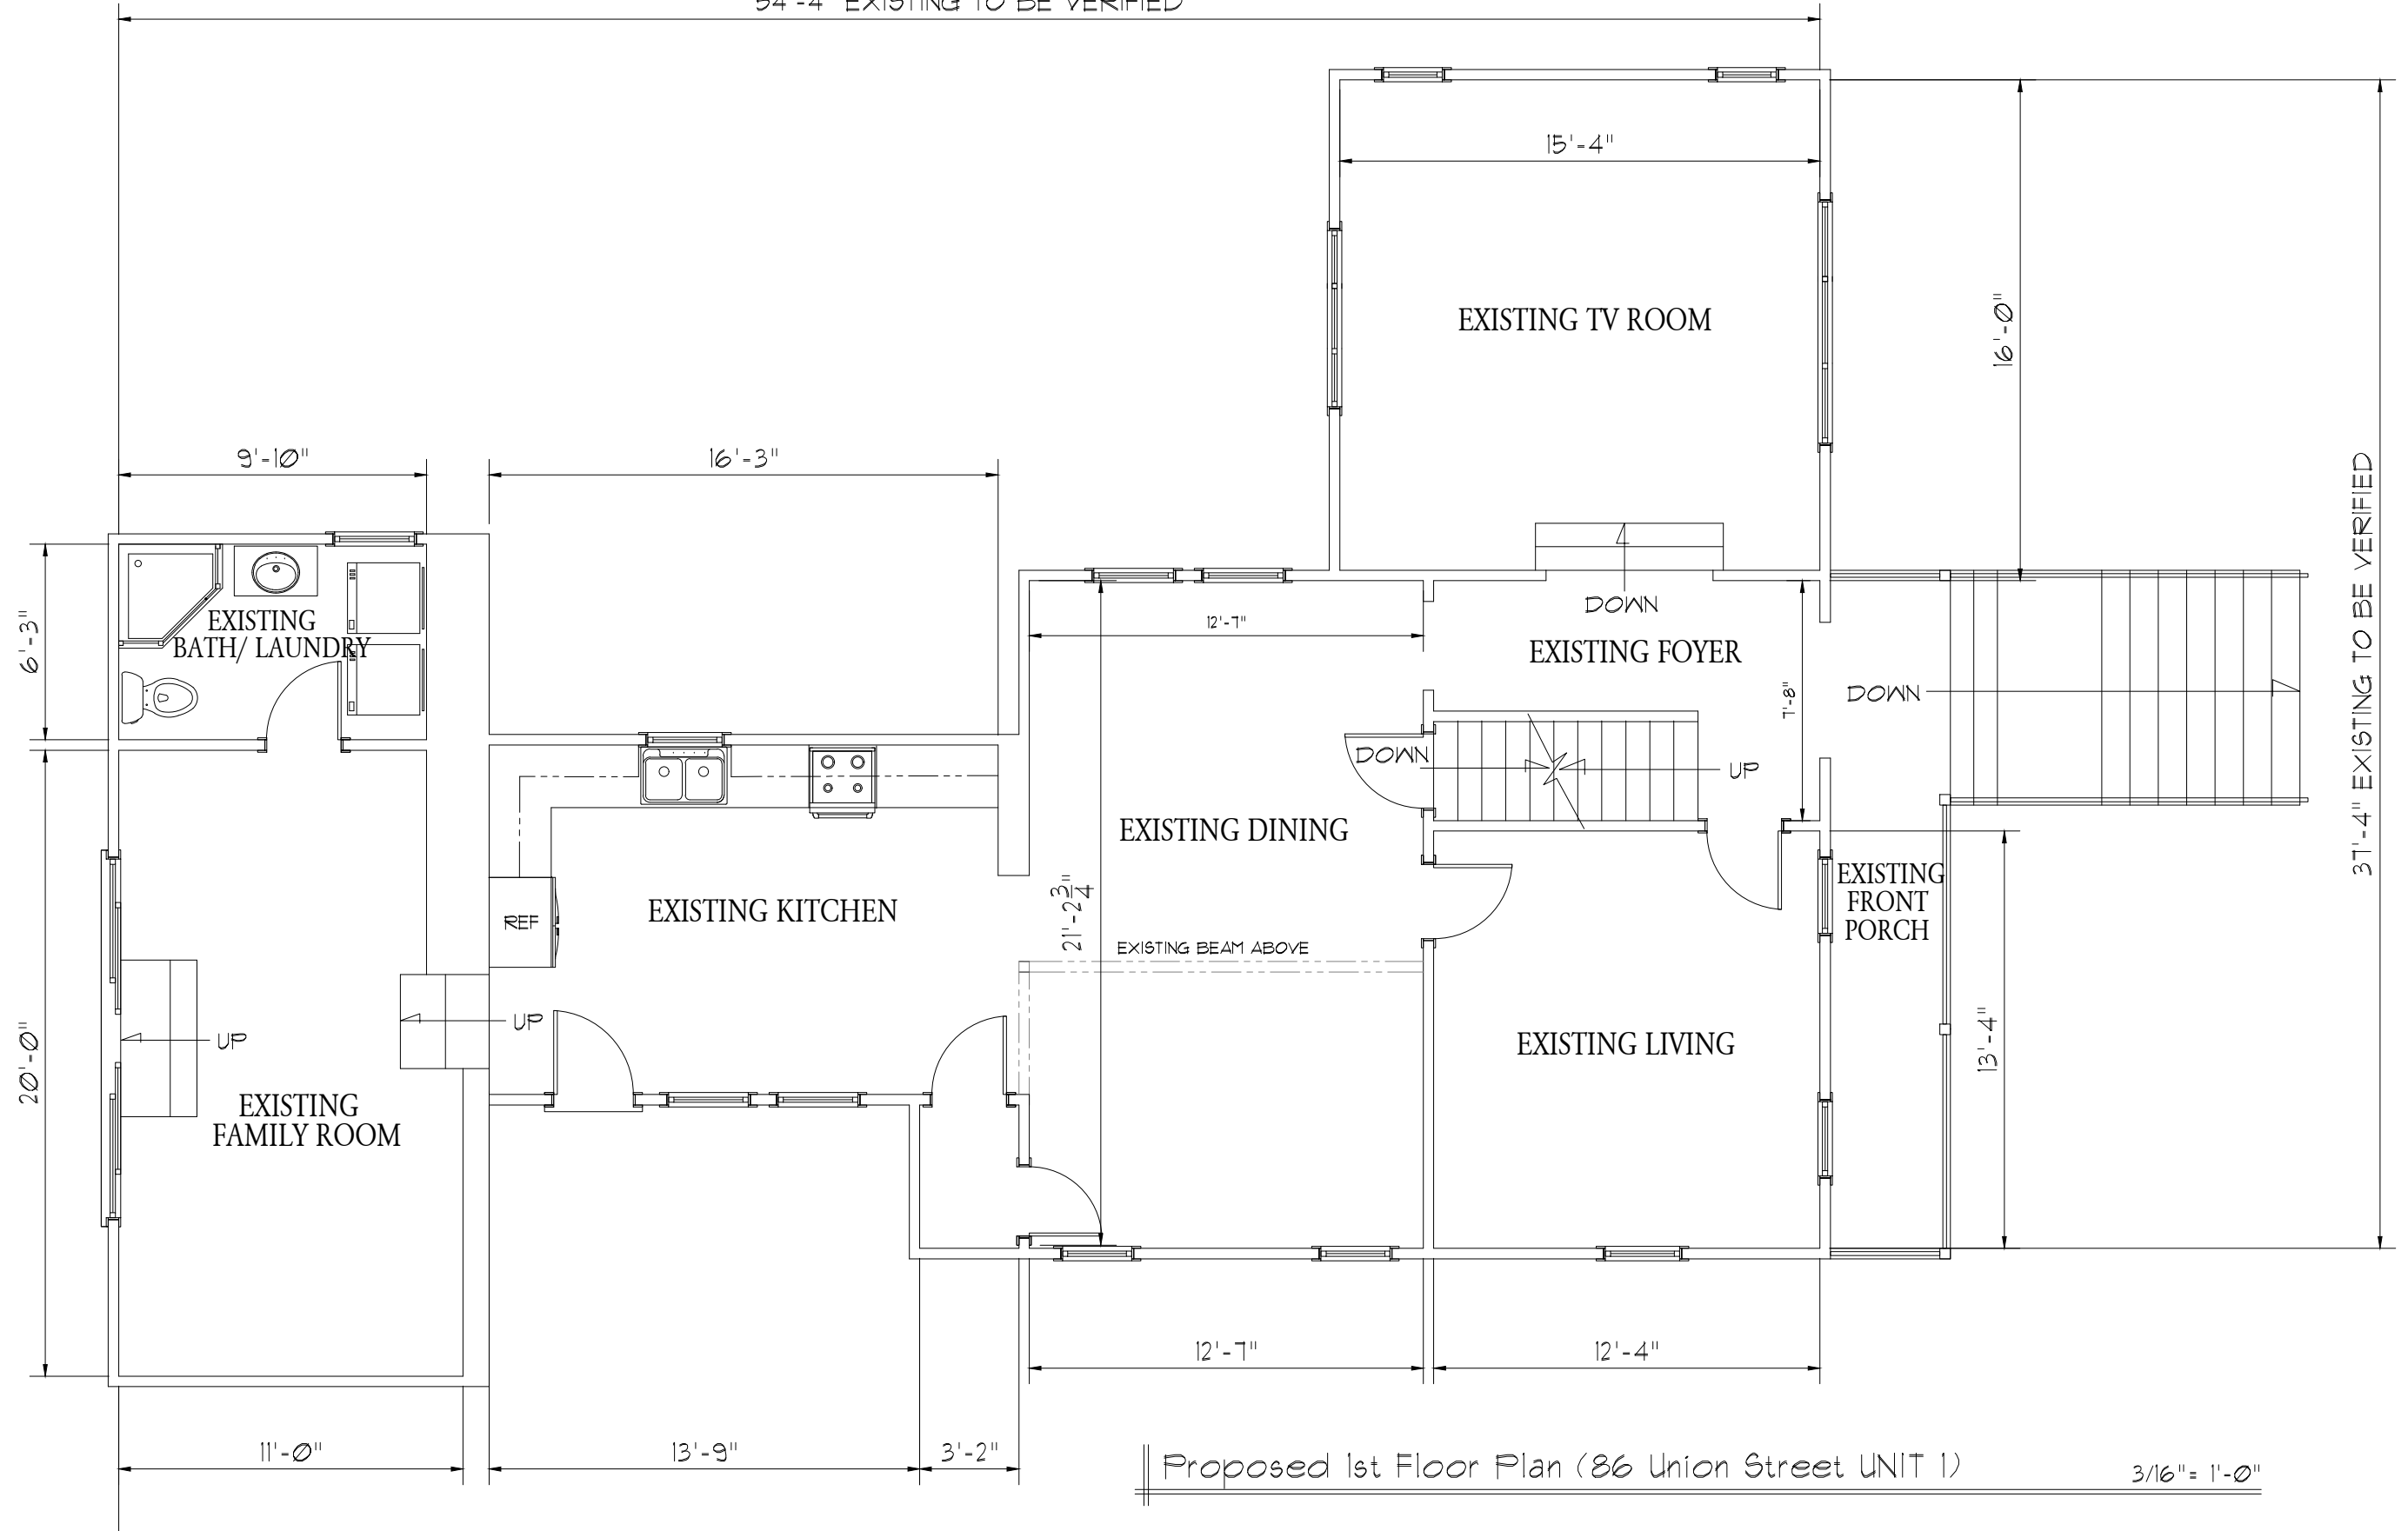 54'-4" EXISTING TO BE VERIFIED
15'-4"
EXISTING TV ROOM
16'-0"
37'-4" EXISTING TO BE VERIFIED
9'-10"
16'-3"
6'-3"
EXISTING
BATH/ LAUNDRY
12'-7"
DOWN
EXISTING FOYER
7'-8"
DOWN
DOWN
UP
EXISTING DINING
21'-2 3/4"
EXISTING KITCHEN
REF
EXISTING BEAM ABOVE
EXISTING
FRONT
PORCH
13'-4"
EXISTING LIVING
UP
UP
20'-0"
EXISTING
FAMILY ROOM
12'-7"
12'-4"
11'-0"
13'-9"
3'-2"
Proposed 1st Floor Plan (86 Union Street UNIT 1)
3/16"= 1'-0"